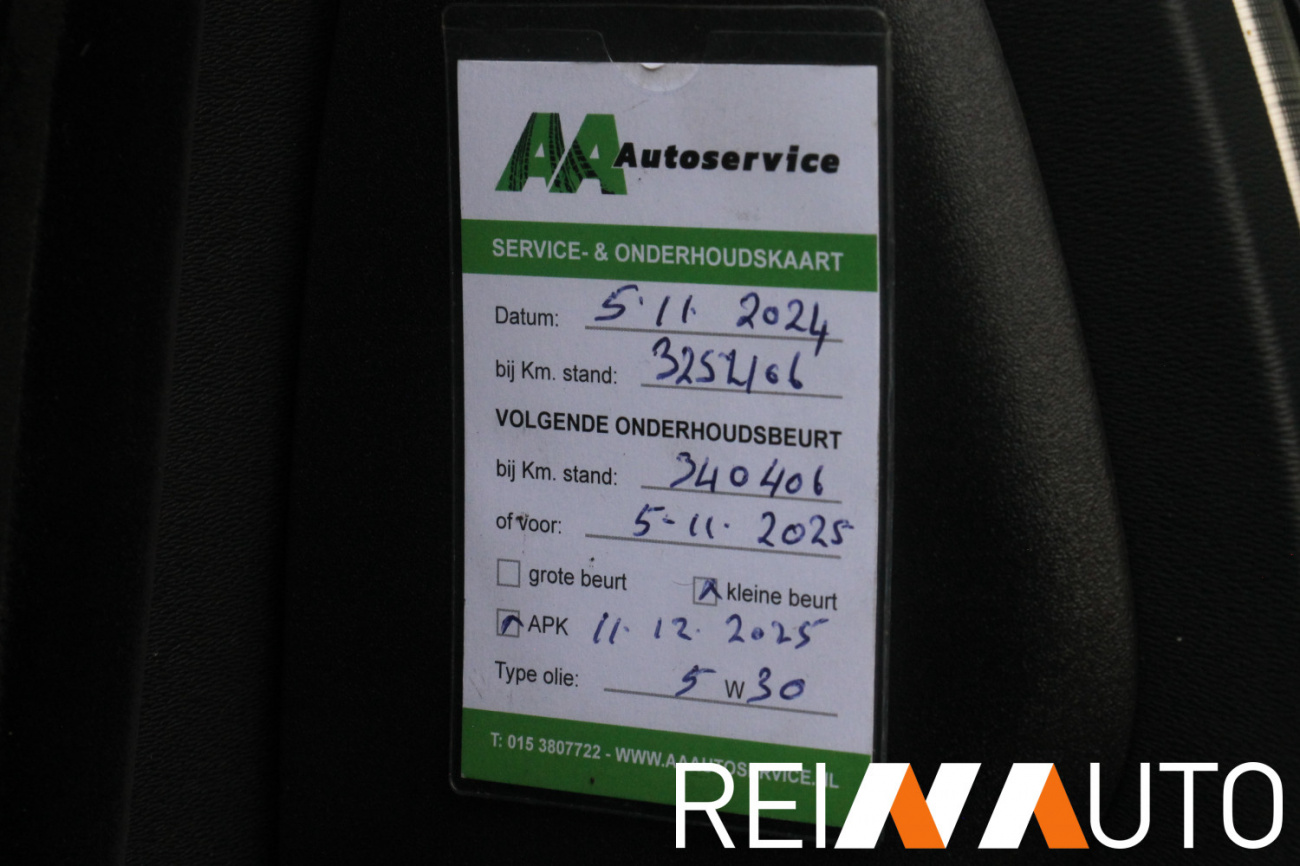 AA Autoservice
SERVICE- & ONDERHOUDSKAART
Datum: 5·11· 2024
bij Km. stand: 325406
VOLGENDE ONDERHOUDSBEURT
bij Km. stand: 340406
of voor: 5-11· 2025
grote beurt kleine beurt
APK 11· 12· 2025
Type olie: 5 W 30
T: 015 3807722 - WWW.AAAUTOSERVICE.NL
REINAUTO